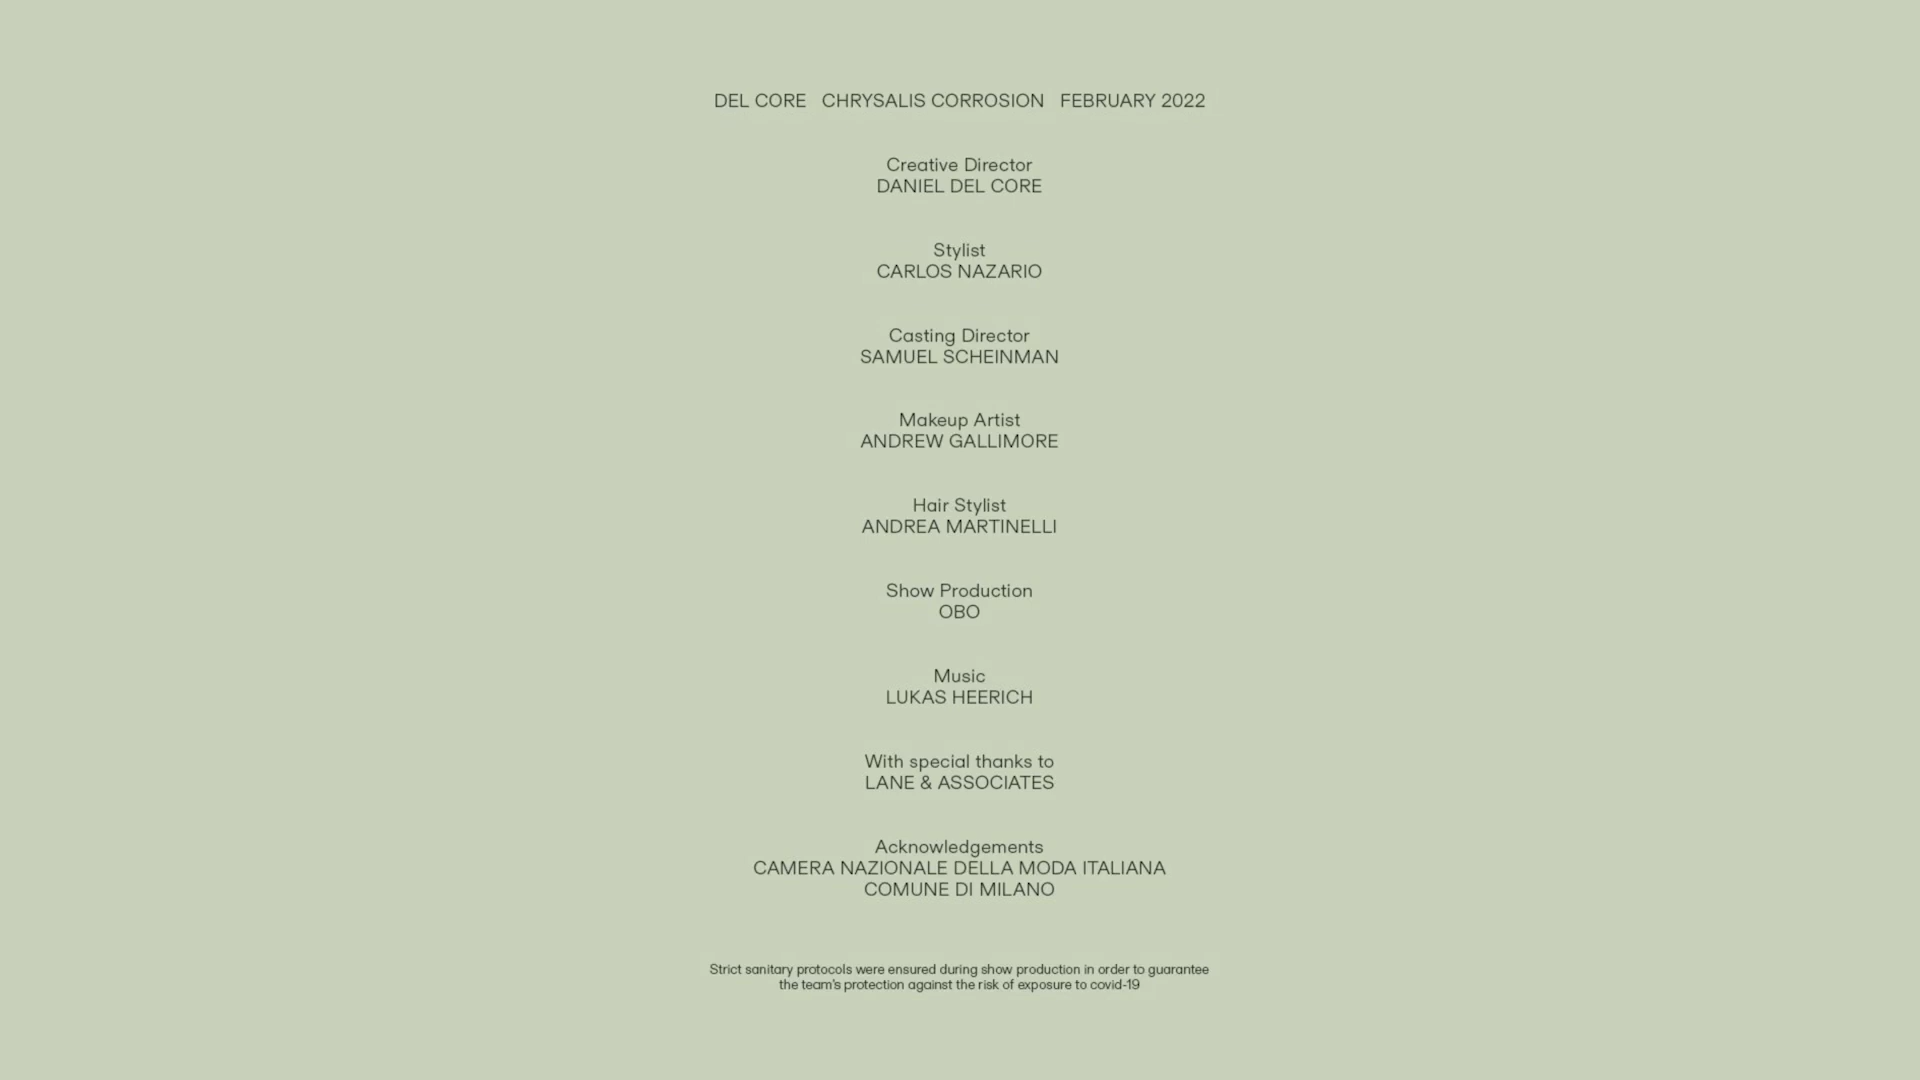 DEL CORE CHRYSALIS CORROSION FEBRUARY 2022
Creative Director
DANIEL DEL CORE
Stylist
CARLOS NAZARIO
Casting Director
SAMUEL SCHEINMAN
Makeup Artist
ANDREW GALLIMORE
Hair Stylist
ANDREA MARTINELLI
Show Production
OBO
Music
LUKAS HEERICH
With special thanks to
LANE & ASSOCIATES
Acknowledgements
CAMERA NAZIONALE DELLA MODA ITALIANA
COMUNE DI MILANO
Strict sanitary protocols were ensured during show production in order to guarantee
the team's protection against the risk of exposure to covid-19